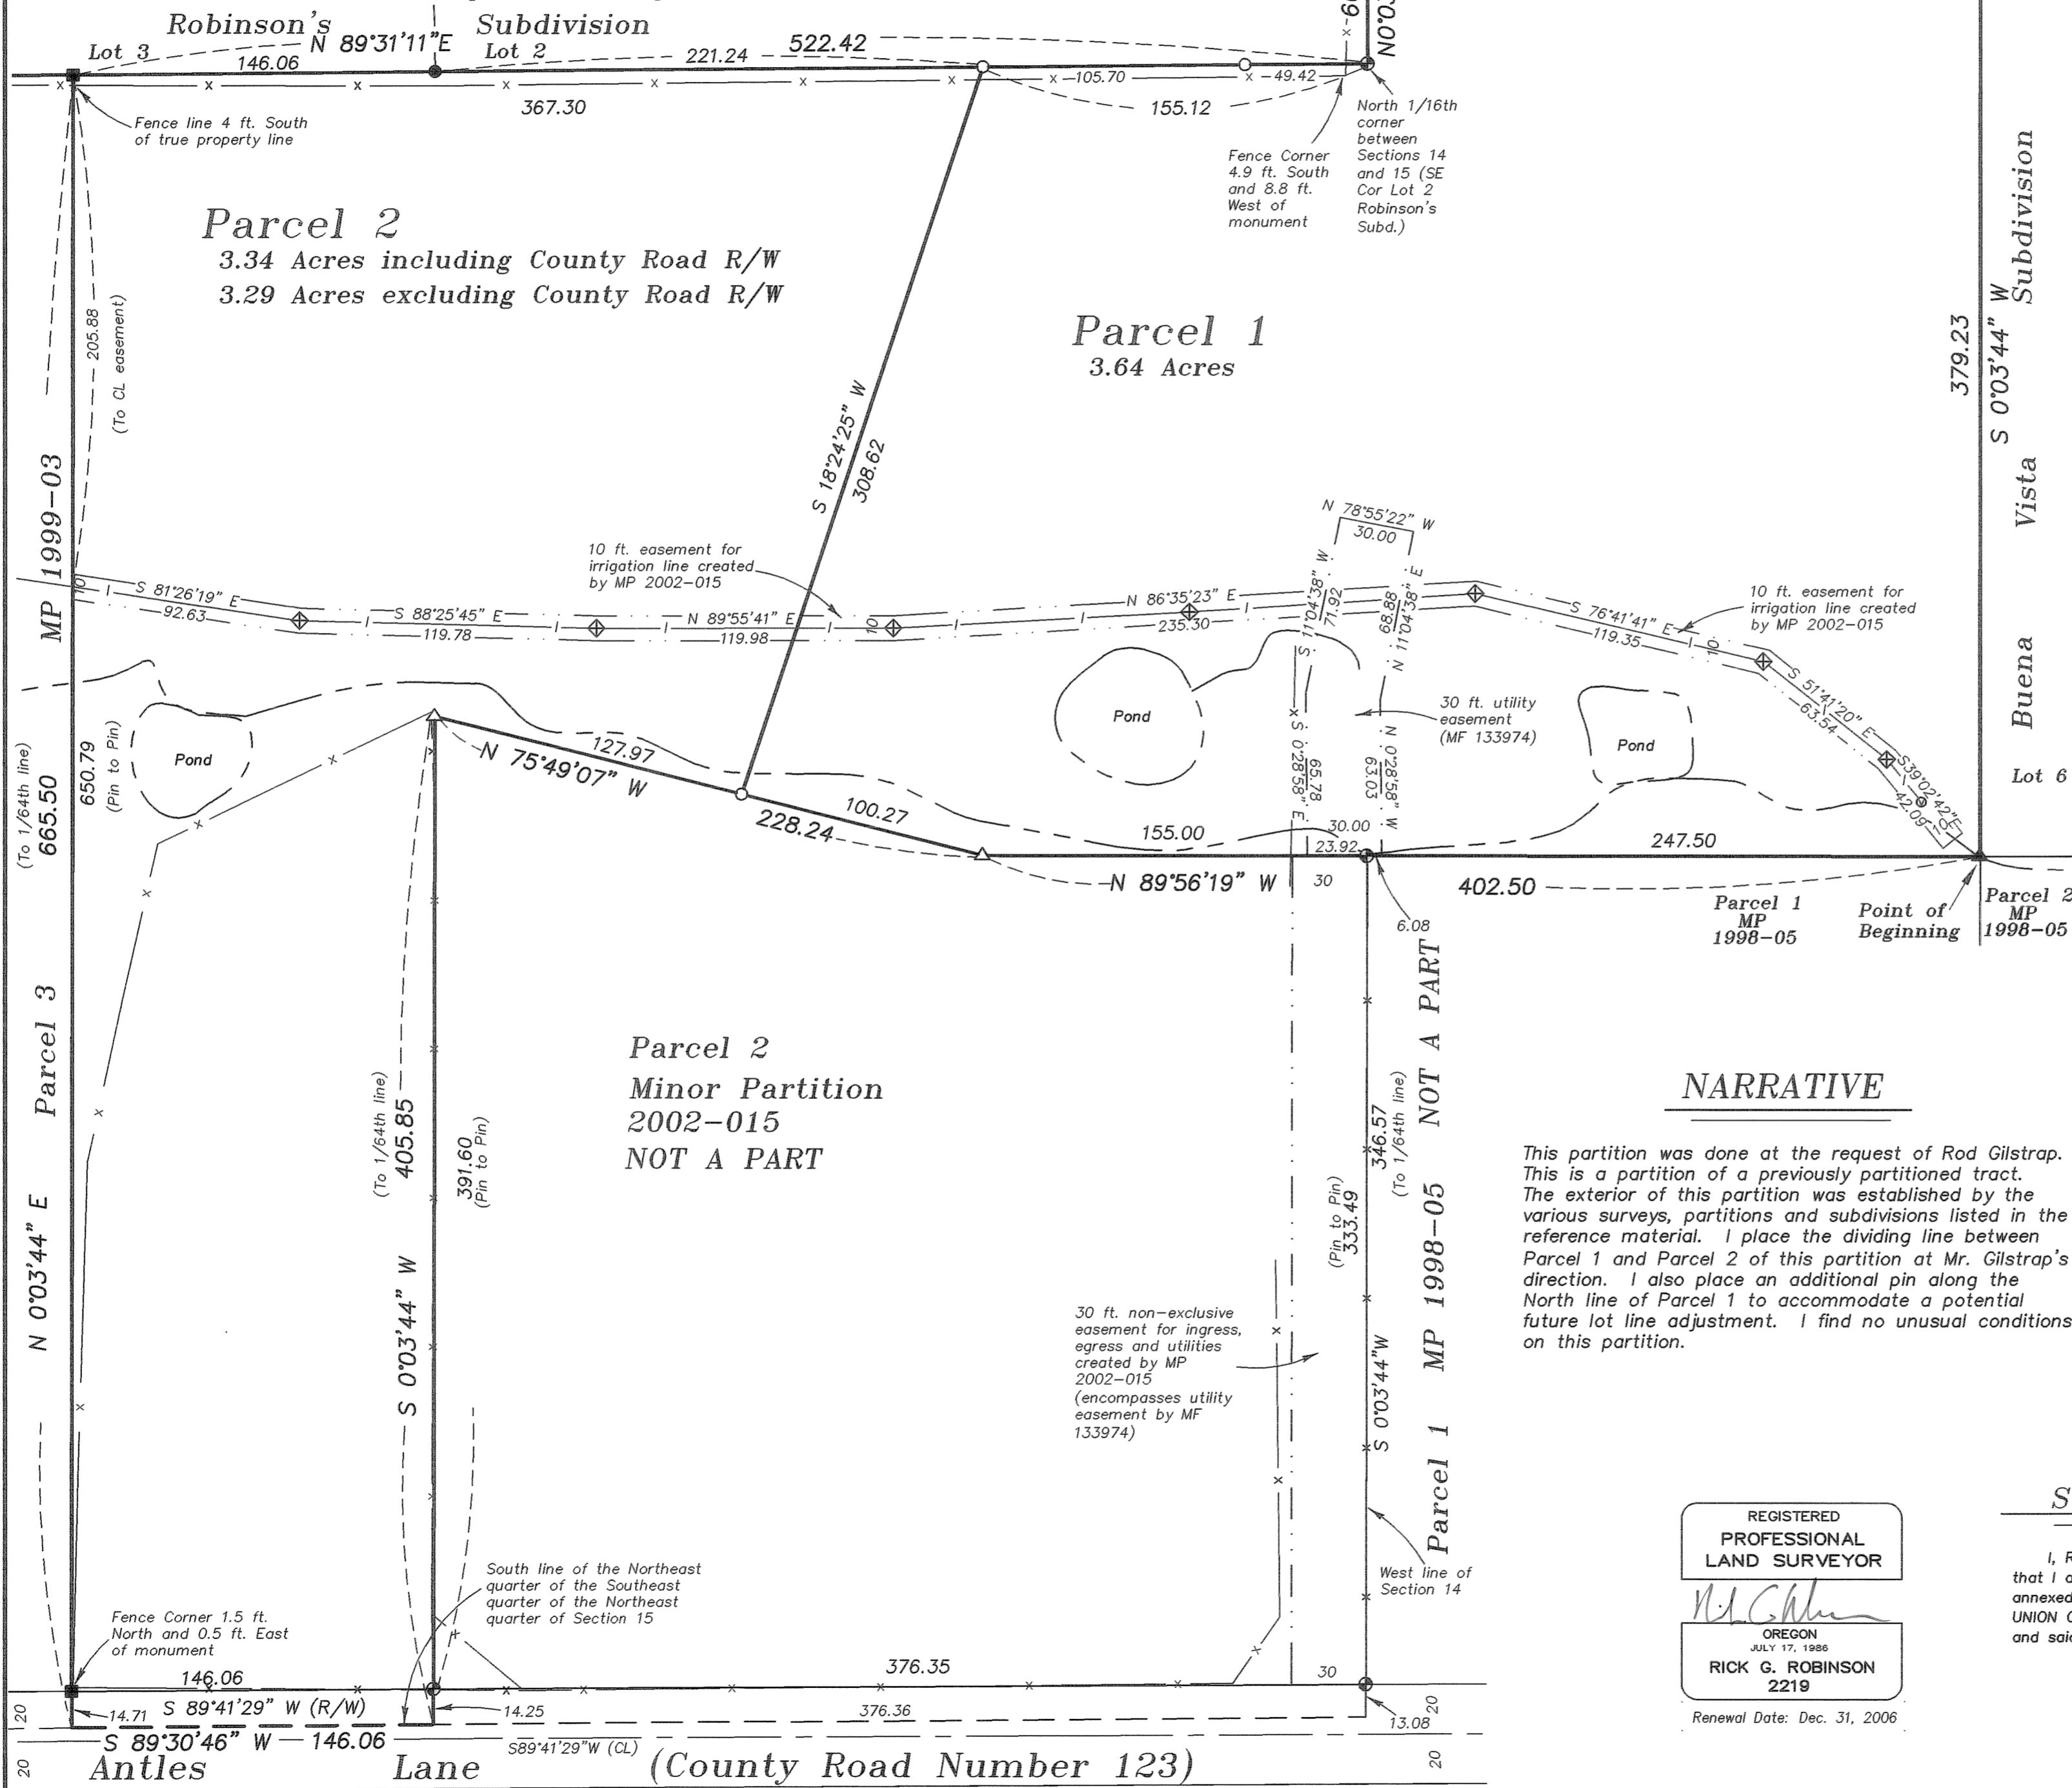 Robinson's
Subdivision
Lot 3
N 89°31'11"E
Lot 2
522.42
146.06
221.24
105.70
49.42
367.30
155.12
N0°03
Fence line 4 ft. South
of true property line
North 1/16th
corner
between
Sections 14
and 15 (SE
Cor Lot 2
Robinson's
Subd.)
Fence Corner
4.9 ft. South
and 8.8 ft.
West of
monument
Parcel 2
3.34 Acres including County Road R/W
3.29 Acres excluding County Road R/W
Parcel 1
3.64 Acres
205.88
(To CL easement)
MP 1999-03
S 18°24'25" W
308.62
379.23
S 0°03'44" W
Subdivision
Vista
Buena
Lot 6
N 78°55'22" W
30.00
10 ft. easement for
irrigation line created
by MP 2002-015
10 ft. easement for
irrigation line created
by MP 2002-015
10
S 81°26'19" E
92.63
S 88°25'45" E
119.78
N 89°55'41" E
119.98
10
N 86°35'23" E
235.30
S 11°04'38" W
71.92
68.88
N 11°04'38" E
S 76°41'41" E
119.35
10
S 51°41'20" E
63.54
S39°02'42"E
42.09
30 ft. utility
easement
(MF 133974)
Pond
Pond
Pond
S 0°28'58" E
65.78
N 0°28'58" W
63.03
(To 1/64th line)
665.50
650.79
(Pin to Pin)
127.97
N 75°49'07" W
100.27
228.24
155.00
30.00
23.92
247.50
N 89°56'19" W
30
402.50
6.08
Parcel 1
MP
1998-05
Point of
Beginning
Parcel 2
MP
1998-05
Parcel 3
N 0°03'44" E
(To 1/64th line)
405.85
391.60
(Pin to Pin)
S 0°03'44" W
Parcel 2
Minor Partition
2002-015
NOT A PART
346.57
(To 1/64th line)
(Pin to Pin)
333.49
S 0°03'44"W
Parcel 1 MP 1998-05 NOT A PART
NARRATIVE
This partition was done at the request of Rod Gilstrap.
This is a partition of a previously partitioned tract.
The exterior of this partition was established by the
various surveys, partitions and subdivisions listed in the
reference material. I place the dividing line between
Parcel 1 and Parcel 2 of this partition at Mr. Gilstrap's
direction. I also place an additional pin along the
North line of Parcel 1 to accommodate a potential
future lot line adjustment. I find no unusual conditions
on this partition.
30 ft. non-exclusive
easement for ingress,
egress and utilities
created by MP
2002-015
(encompasses utility
easement by MF
133974)
West line of
Section 14
South line of the Northeast
quarter of the Southeast
quarter of the Northeast
quarter of Section 15
Fence Corner 1.5 ft.
North and 0.5 ft. East
of monument
REGISTERED
PROFESSIONAL
LAND SURVEYOR
OREGON
JULY 17, 1986
RICK G. ROBINSON
2219
Renewal Date: Dec. 31, 2006
S
I, R
that I a
annexed
UNION C
and said
146.06
376.35
30
20
14.71
S 89°41'29" W (R/W)
14.25
376.36
13.08
20
S 89°30'46" W
146.06
S89°41'29"W (CL)
20
Antles Lane (County Road Number 123)
20